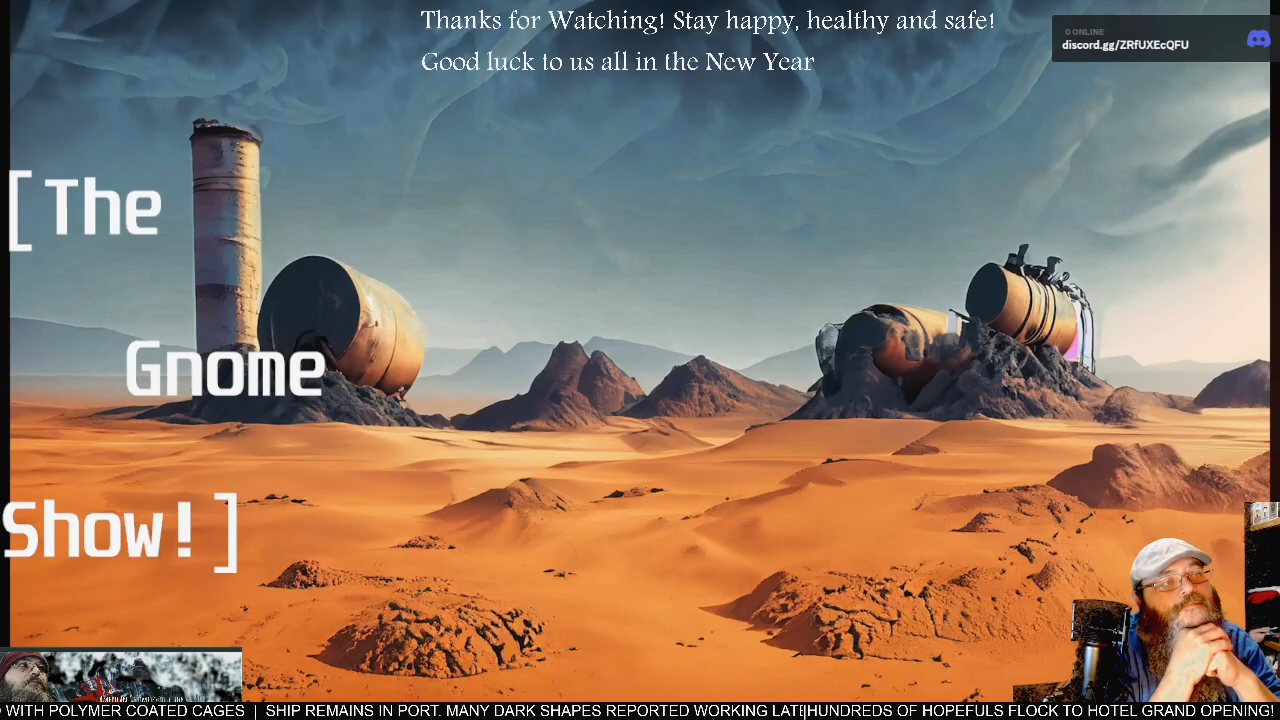 Thanks for Watching! Stay happy, healthy and safe!
Good luck to us all in the New Year
0 ONLINE
discord.gg/ZRfUXEcQFU
[ The
Gnome
Show! ]
WITH POLYMER COATED CAGES | SHIP REMAINS IN PORT. MANY DARK SHAPES REPORTED WORKING LATE|HUNDREDS OF HOPEFULS FLOCK TO HOTEL GRAND OPENING!